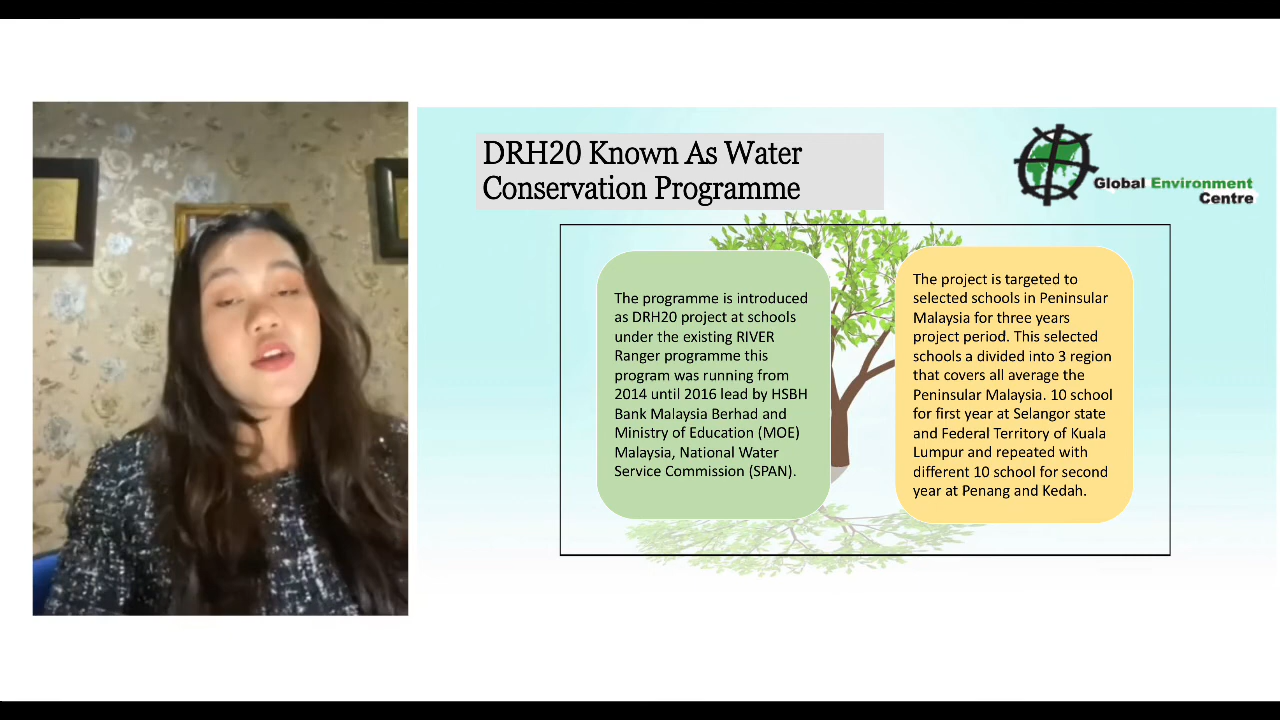 DRH20 Known As Water
Conservation Programme
Global Environment
Centre
The programme is introduced
as DRH20 project at schools
under the existing RIVER
Ranger programme this
program was running from
2014 until 2016 lead by HSBH
Bank Malaysia Berhad and
Ministry of Education (MOE)
Malaysia, National Water
Service Commission (SPAN).
The project is targeted to
selected schools in Peninsular
Malaysia for three years
project period. This selected
schools a divided into 3 region
that covers all average the
Peninsular Malaysia. 10 school
for first year at Selangor state
and Federal Territory of Kuala
Lumpur and repeated with
different 10 school for second
year at Penang and Kedah.